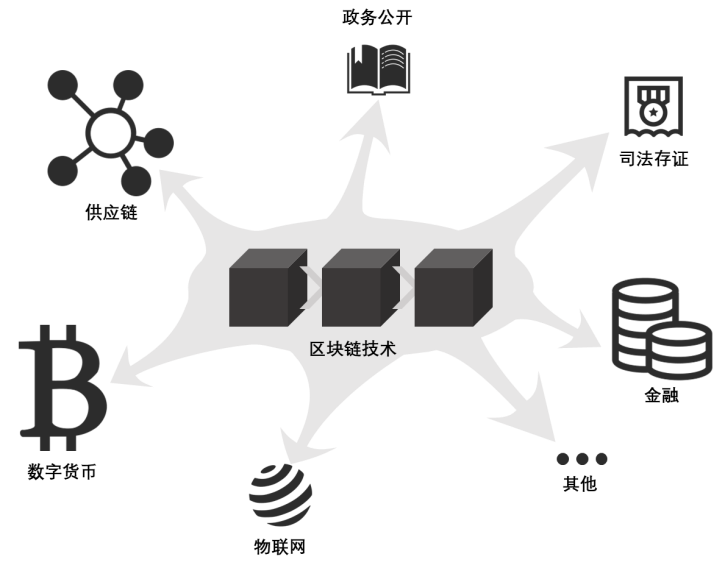 政务公开
司法存证
供应链
区块链技术
金融
数字货币
其他
物联网